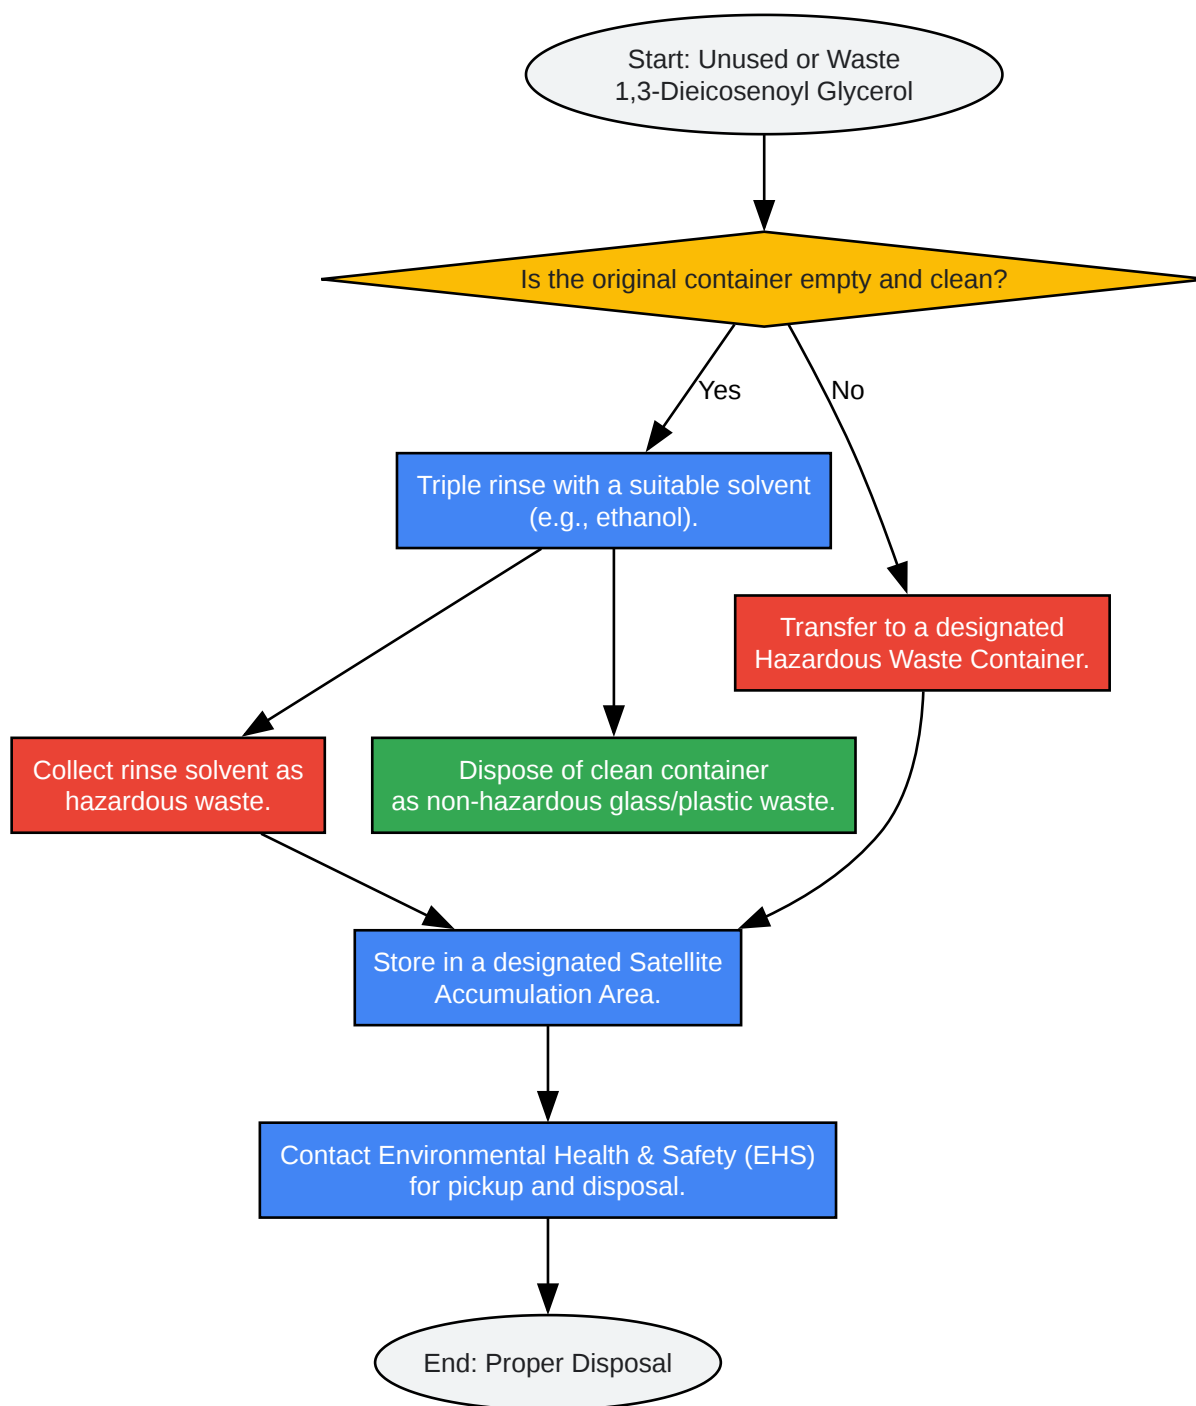 Start: Unused or Waste
1,3-Dieicosenoyl Glycerol
Is the original container empty and clean?
Yes
No
Triple rinse with a suitable solvent
(e.g., ethanol).
Transfer to a designated
Hazardous Waste Container.
Collect rinse solvent as
hazardous waste.
Dispose of clean container
as non-hazardous glass/plastic waste.
Store in a designated Satellite
Accumulation Area.
Contact Environmental Health & Safety (EHS)
for pickup and disposal.
End: Proper Disposal